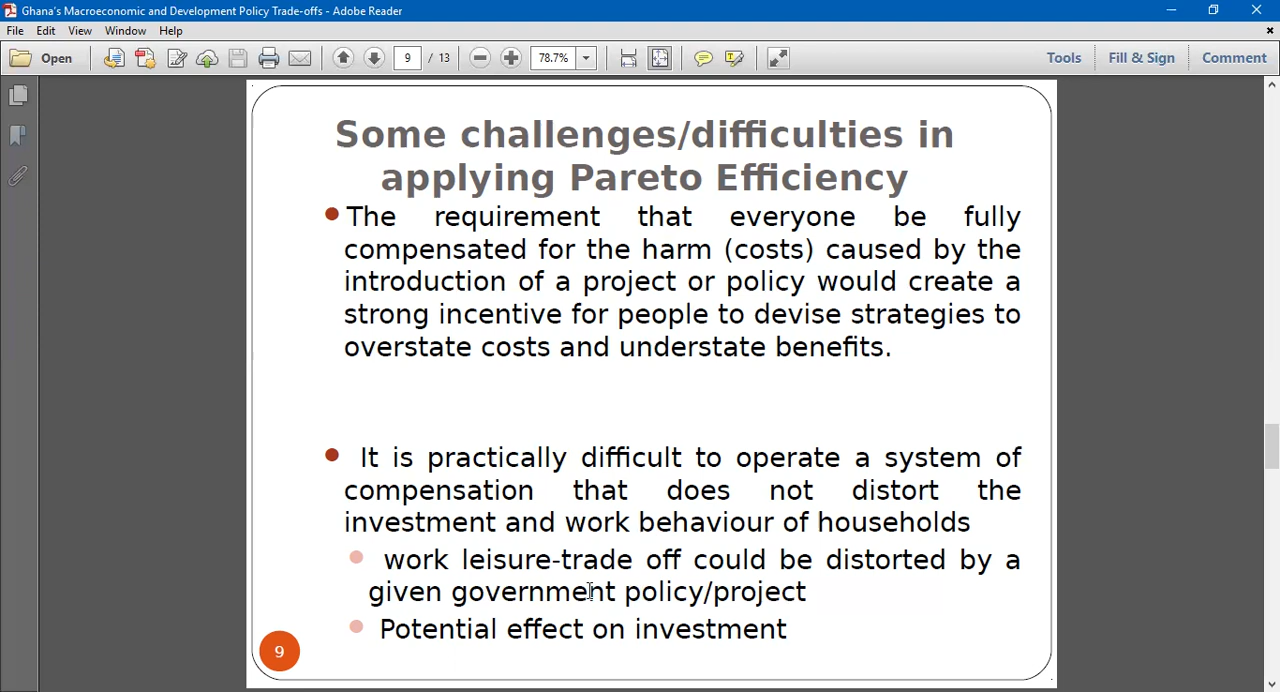 Ghana's Macroeconomic and Development Policy Trade-offs - Adobe Reader
File Edit View Window Help
Open 9 / 13 78.7% Tools Fill & Sign Comment
Some challenges/difficulties in
applying Pareto Efficiency
The requirement that everyone be fully
compensated for the harm (costs) caused by the
introduction of a project or policy would create a
strong incentive for people to devise strategies to
overstate costs and understate benefits.
It is practically difficult to operate a system of
compensation that does not distort the
investment and work behaviour of households
work leisure-trade off could be distorted by a
given government policy/project
Potential effect on investment
9